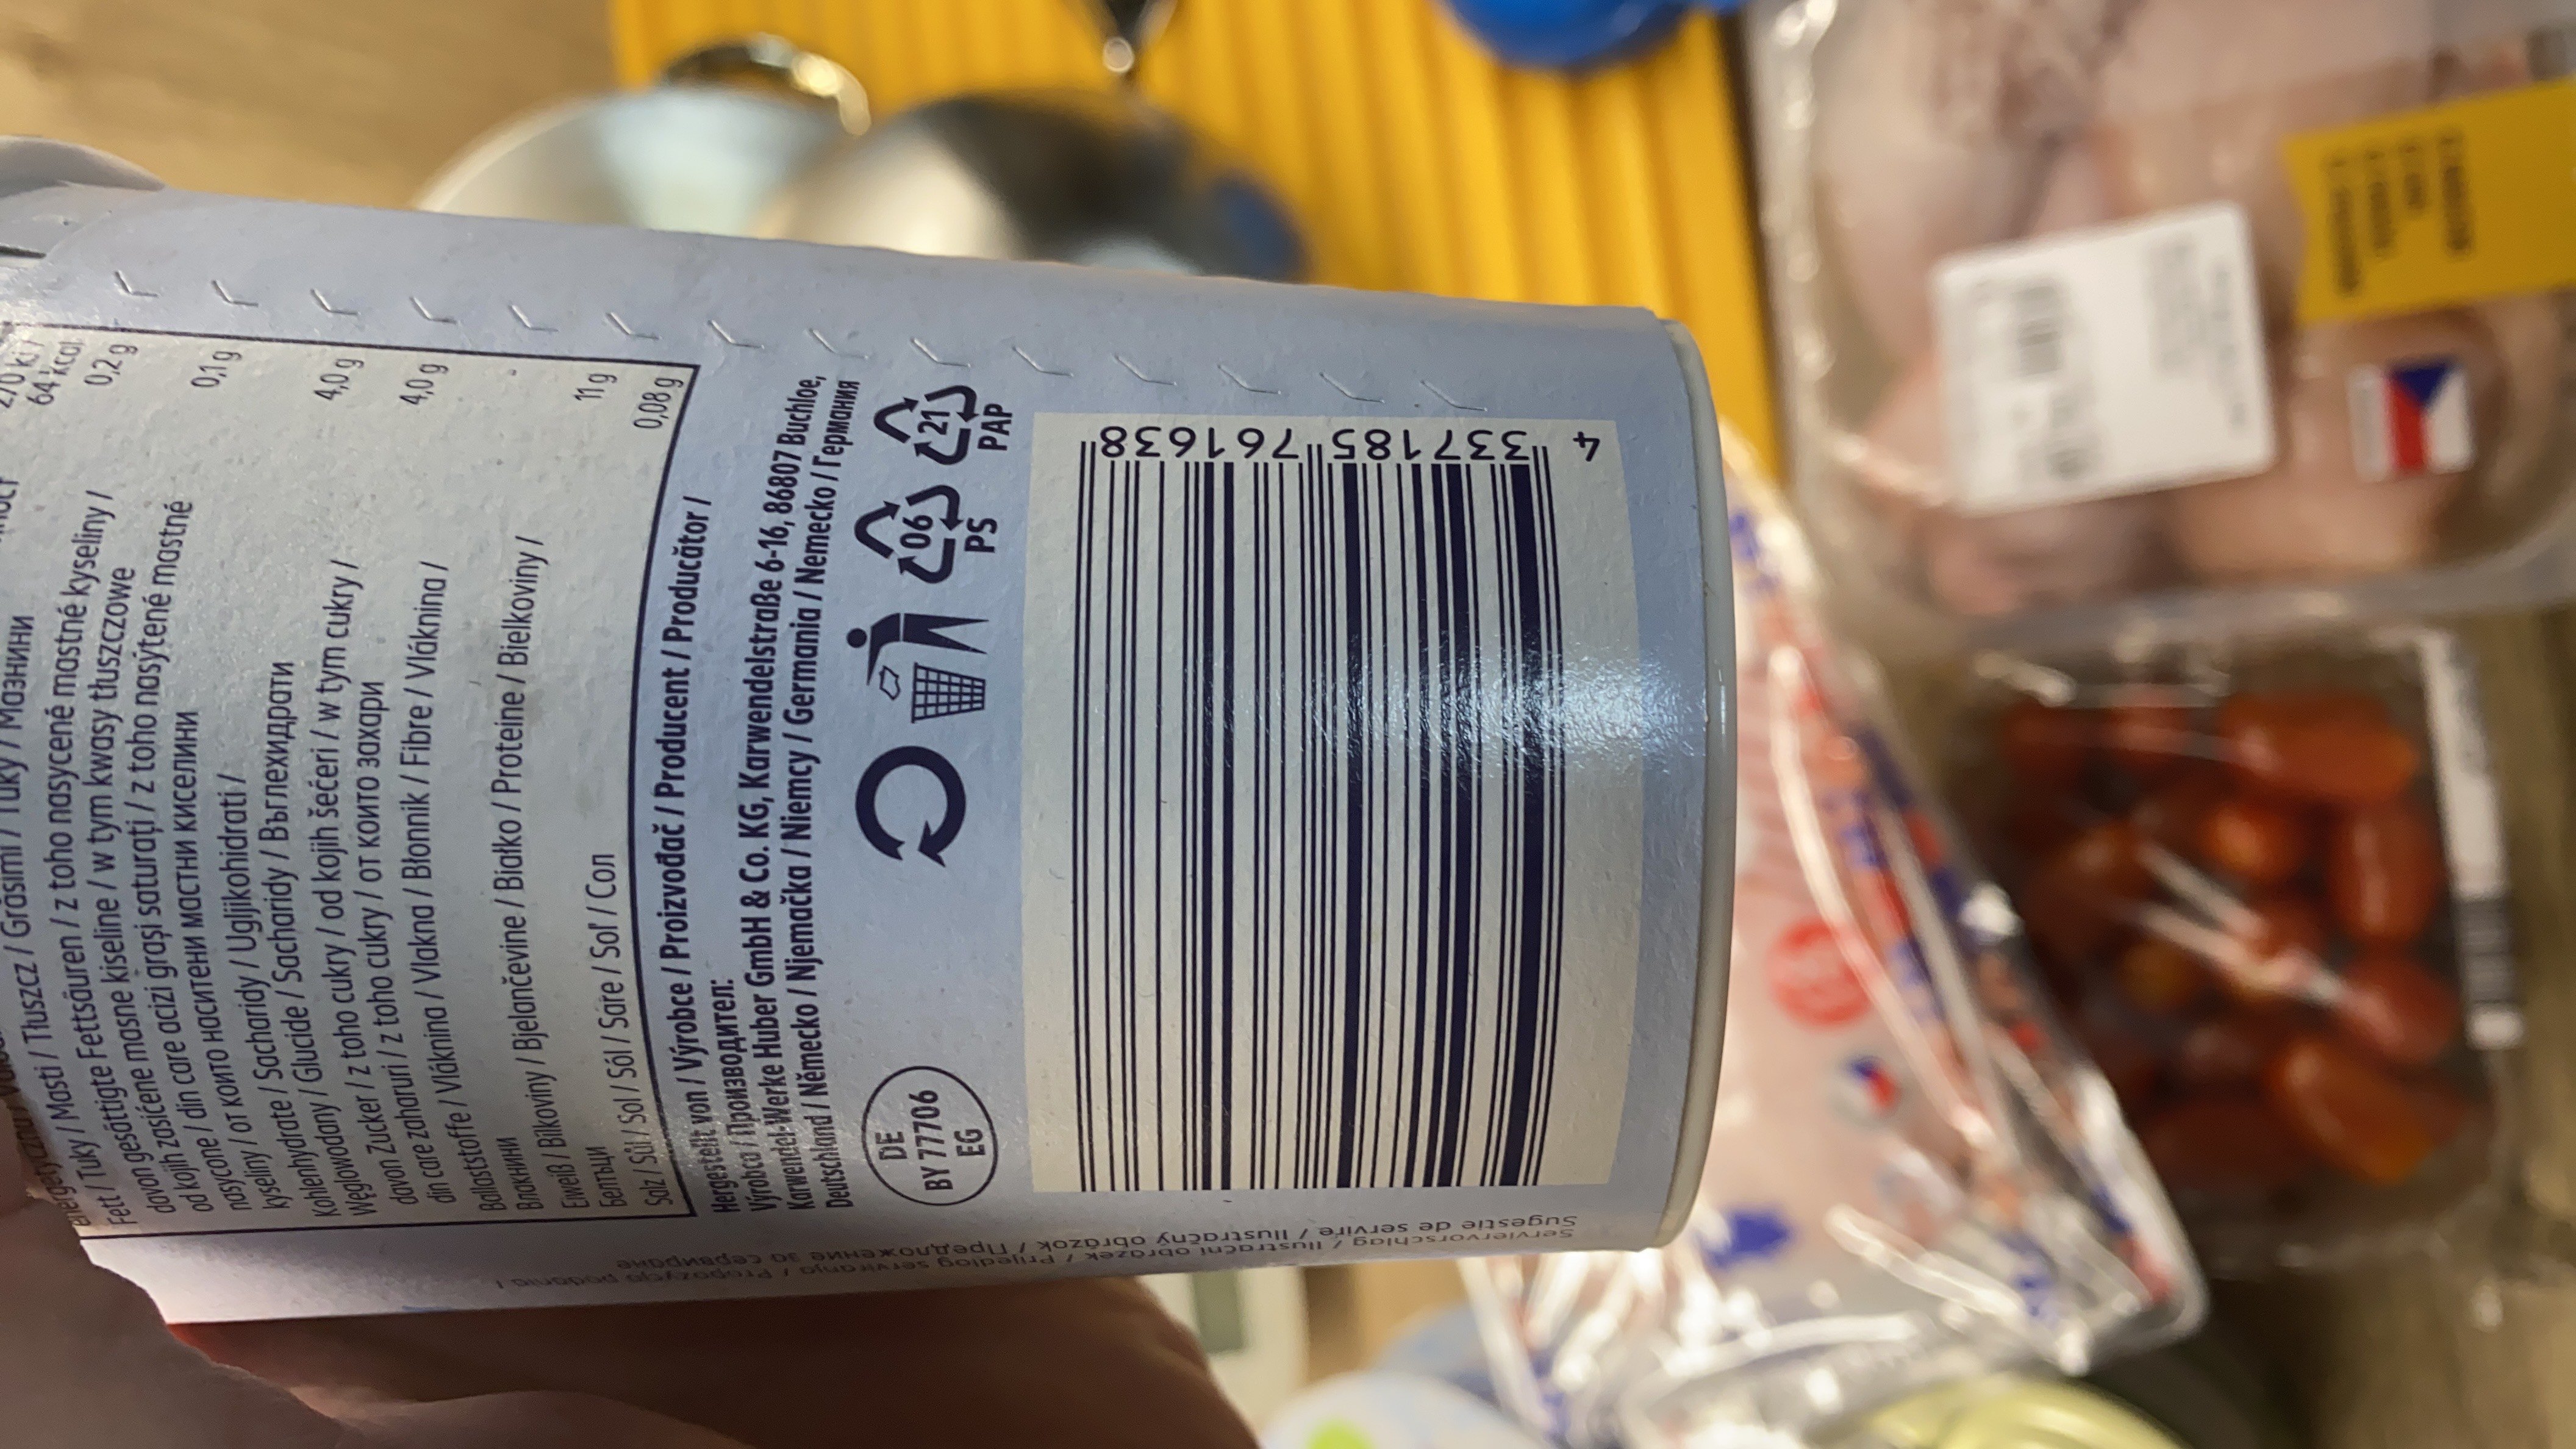 270 kJ /
64 kcal
Fett / Tuky / Masti / Tłuszcz / Grăsimi / Tuky / Мазнини 0,2 g
davon gesättigte Fettsäuren / z toho nasycené mastné kyseliny /
od kojih zasićene masne kiseline / w tym kwasy tłuszczowe
nasycone / din care acizi grași saturați / z toho nasýtené mastné
kyseliny / от които наситени мастни киселини 0,1 g
Kohlenhydrate / Sacharidy / Ugljikohidrati /
Węglowodany / Glucide / Sacharidy / Въглехидрати 4,0 g
davon Zucker / z toho cukry / od kojih šećeri / w tym cukry /
din care zaharuri / z toho cukry / от които захари 4,0 g
Ballaststoffe / Vláknina / Vlakna / Błonnik / Fibre / Vláknina /
Влакнини
Eiweiß / Bílkoviny / Bjelančevine / Białko / Proteine / Bielkoviny /
Белтъци 11 g
Salz / Sůl / Sol / Sól / Sare / Soľ / Сол 0,08 g
Hergestellt von / Výrobce / Proizvođač / Producent / Producător /
Výrobca / Производител:
Karwendel-Werke Huber GmbH & Co. KG, Karwendelstraße 6-16, 86807 Buchloe,
Deutschland / Německo / Njemačka / Niemcy / Germania / Nemecko / Германия
DE
BY 77706
EG
06
PS
21
PAP
4 337185 761638
Serviervorschlag / Ilustrační obrázek / Prijedlog serviranja / Propozycja podania /
Sugestie de servire / Ilustračný obrázok / Предложение за сервиране